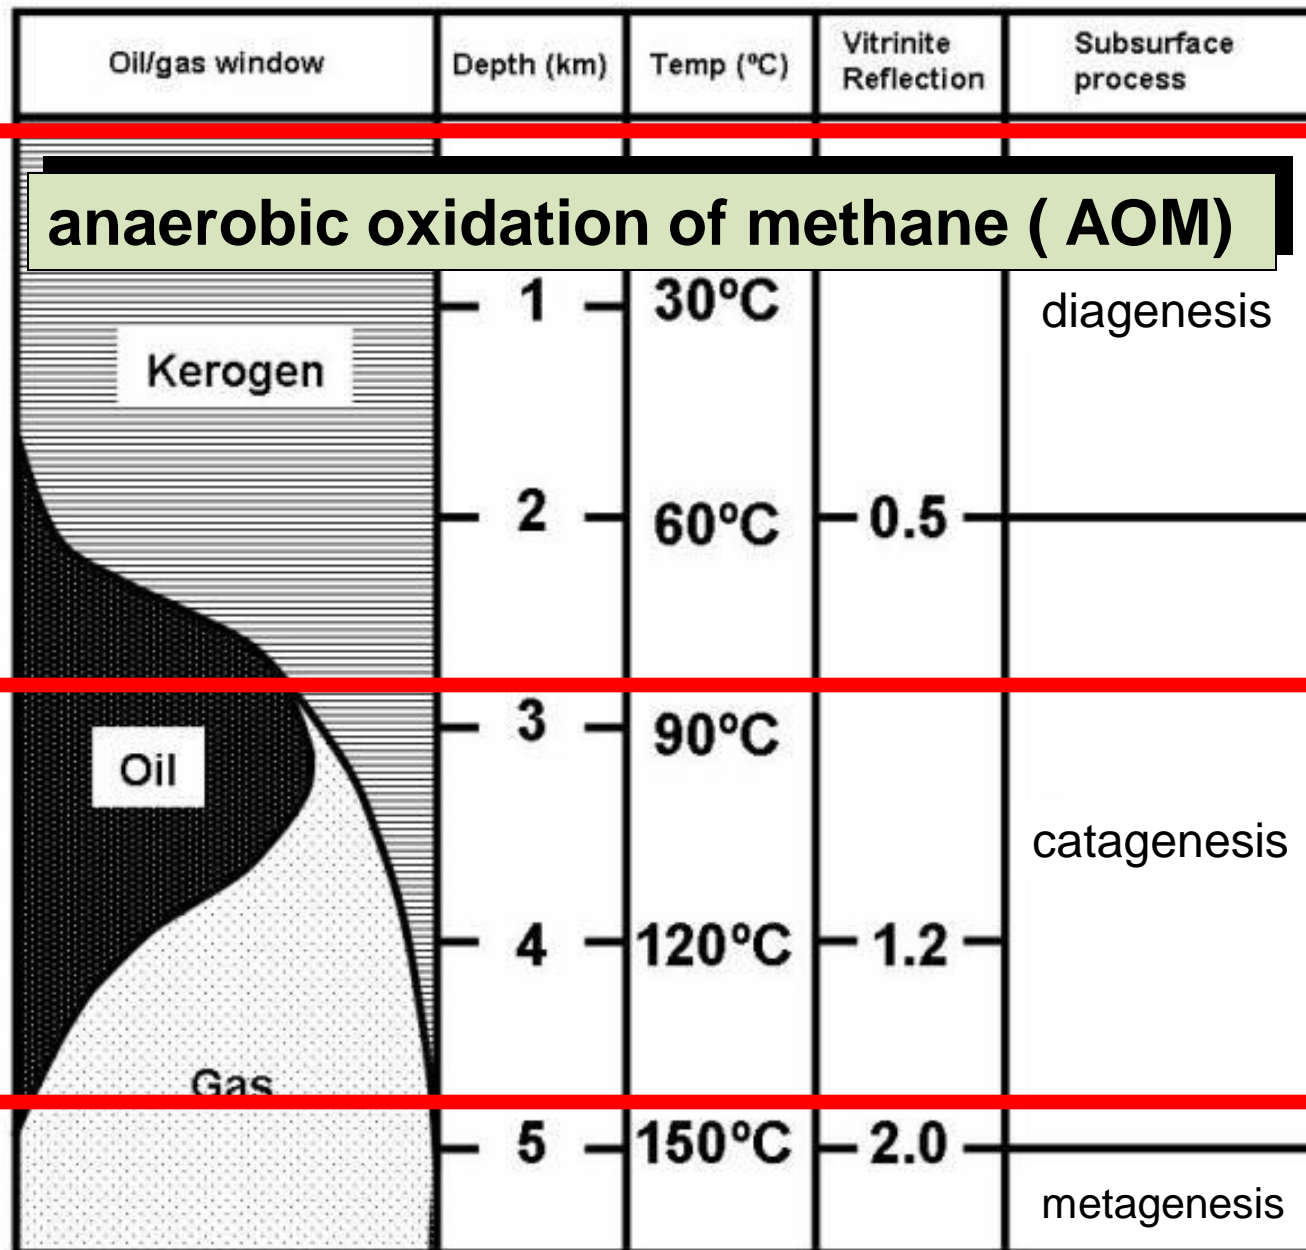 Oil/gas window
Depth (km)
Temp (ºC)
Vitrinite
Reflection
Subsurface
process
anaerobic oxidation of methane ( AOM)
1
30ºC
diagenesis
Kerogen
2
60ºC
0.5
3
90ºC
Oil
catagenesis
4
120ºC
1.2
Gas
5
150ºC
2.0
metagenesis